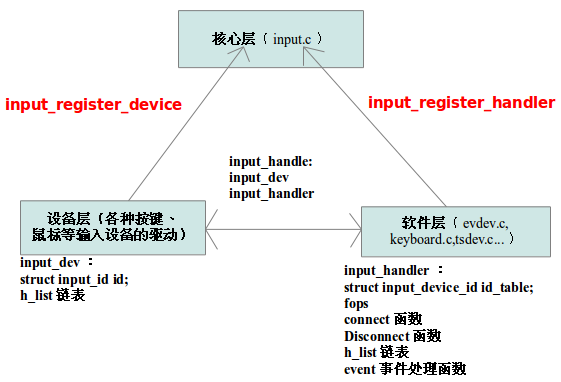 核心层（ input.c ）
input_register_device
input_register_handler
input_handle:
input_dev
input_handler
设备层（各种按键、
鼠标等输入设备的驱动）
软件层（ evdev.c,
keyboard.c,tsdev.c... ）
input_dev ：
struct input_id id;
h_list 链表
input_handler ：
struct input_device_id id_table;
fops
connect 函数
Disconnect 函数
h_list 链表
event 事件处理函数